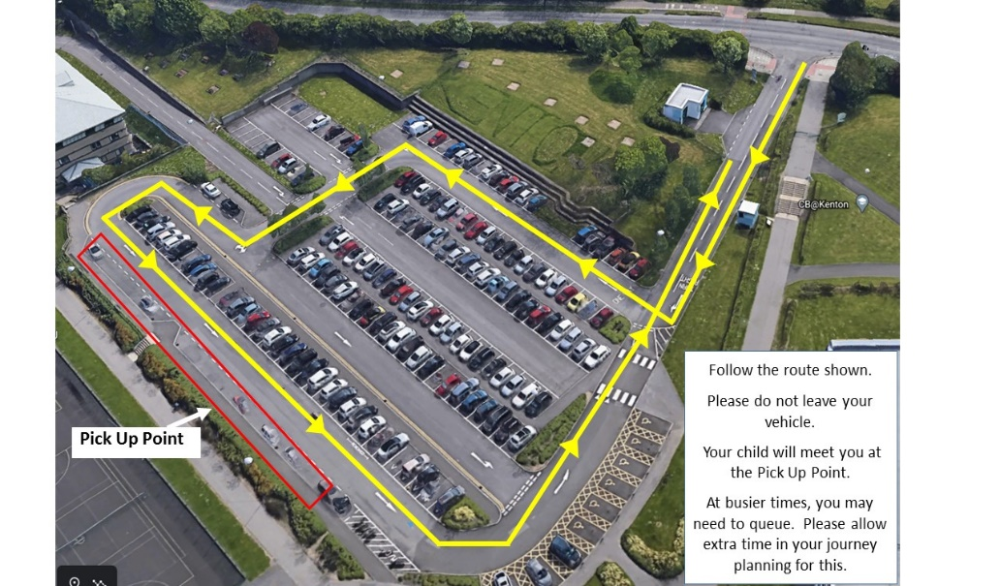 CB@Kenton
Pick Up Point
Follow the route shown.
Please do not leave your
vehicle.
Your child will meet you at
the Pick Up Point.
At busier times, you may
need to queue.  Please allow
extra time in your journey
planning for this.